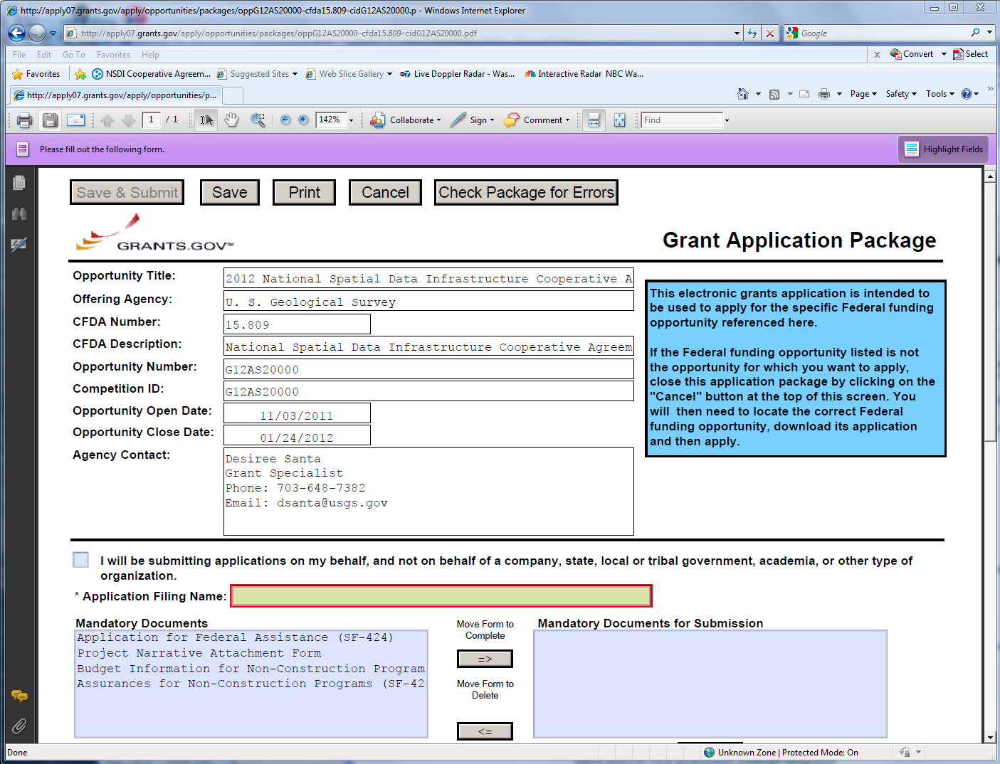 http://apply07.grants.gov/apply/opportunities/packages/oppG12AS20000-cfda15.809-cidG12AS20000.p - Windows Internet Explorer
http://apply07.grants.gov/apply/opportunities/packages/oppG12AS20000-cfda15.809-cidG12AS20000.pdf
Google
File Edit Go To Favorites Help
x Convert Select
Favorites NSDI Cooperative Agreem... Suggested Sites Web Slice Gallery Live Doppler Radar - Was... Interactive Radar NBC Wa...
http://apply07.grants.gov/apply/opportunities/p...
Page Safety Tools »
1 / 1 142% Collaborate Sign Comment Find
Please fill out the following form.
Highlight Fields
Save & Submit Save Print Cancel Check Package for Errors
GRANTS.GOV℠
Grant Application Package
Opportunity Title: 2012 National Spatial Data Infrastructure Cooperative A
Offering Agency: U. S. Geological Survey
CFDA Number: 15.809
CFDA Description: National Spatial Data Infrastructure Cooperative Agreem
Opportunity Number: G12AS20000
Competition ID: G12AS20000
Opportunity Open Date: 11/03/2011
Opportunity Close Date: 01/24/2012
Agency Contact: Desiree Santa
Grant Specialist
Phone: 703-648-7382
Email: dsanta@usgs.gov
This electronic grants application is intended to
be used to apply for the specific Federal funding
opportunity referenced here.
If the Federal funding opportunity listed is not
the opportunity for which you want to apply,
close this application package by clicking on the
"Cancel" button at the top of this screen. You
will then need to locate the correct Federal
funding opportunity, download its application
and then apply.
I will be submitting applications on my behalf, and not on behalf of a company, state, local or tribal government, academia, or other type of
organization.
* Application Filing Name:
Mandatory Documents
Application for Federal Assistance (SF-424)
Project Narrative Attachment Form
Budget Information for Non-Construction Program
Assurances for Non-Construction Programs (SF-42
Move Form to
Complete
=>
Move Form to
Delete
<=
Mandatory Documents for Submission
Done
Unknown Zone | Protected Mode: On